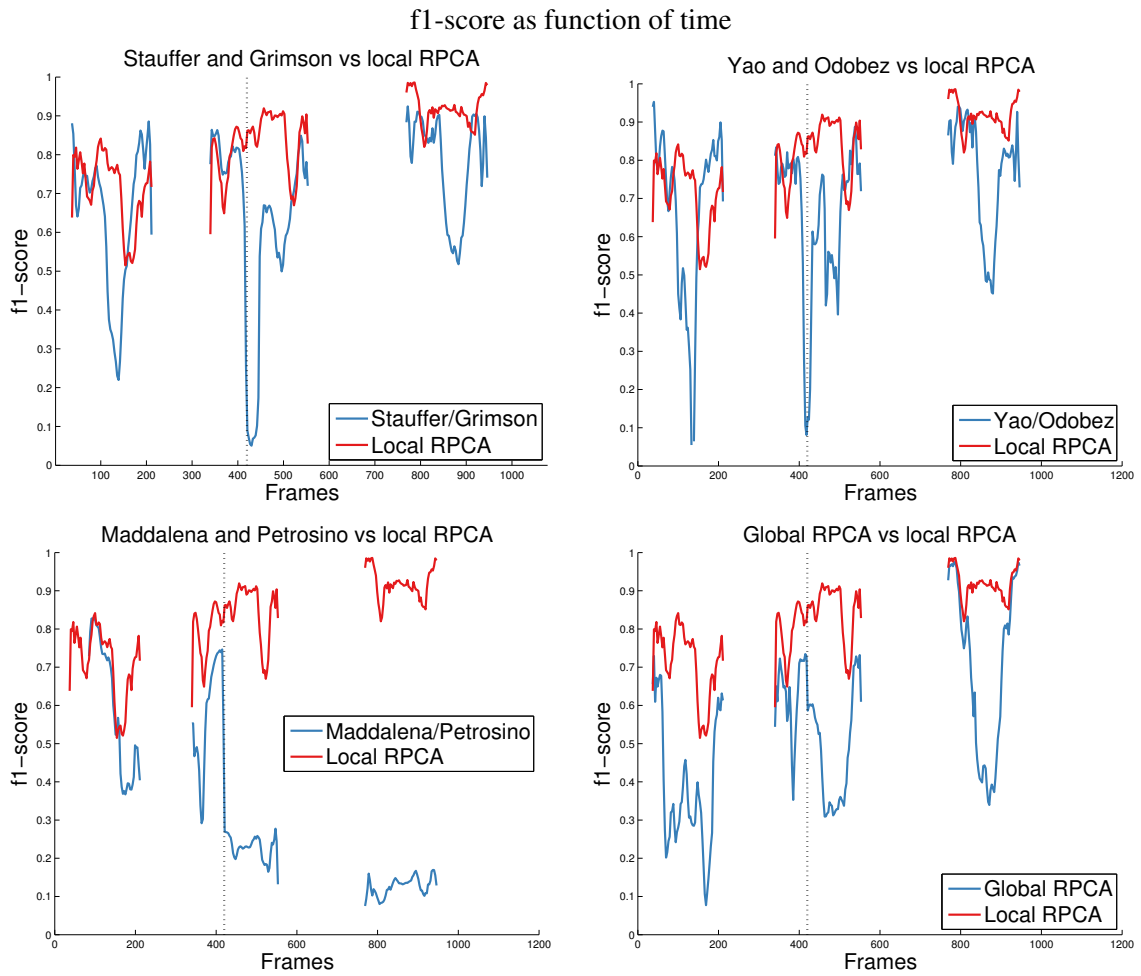 f1-score as function of time
Stauffer and Grimson vs local RPCA
1
0.9
0.8
0.7
0.6
0.5
0.4
0.3
0.2
0.1
0
f1-score
100 200 300 400 500 600 700 800 900 1000
Frames
Stauffer/Grimson
Local RPCA
Yao and Odobez vs local RPCA
1
0.9
0.8
0.7
0.6
0.5
0.4
0.3
0.2
0.1
0
f1-score
0 200 400 600 800 1000 1200
Frames
Yao/Odobez
Local RPCA
Maddalena and Petrosino vs local RPCA
1
0.9
0.8
0.7
0.6
0.5
0.4
0.3
0.2
0.1
0
f1-score
0 200 400 600 800 1000 1200
Frames
Maddalena/Petrosino
Local RPCA
Global RPCA vs local RPCA
1
0.9
0.8
0.7
0.6
0.5
0.4
0.3
0.2
0.1
0
f1-score
0 200 400 600 800 1000 1200
Frames
Global RPCA
Local RPCA